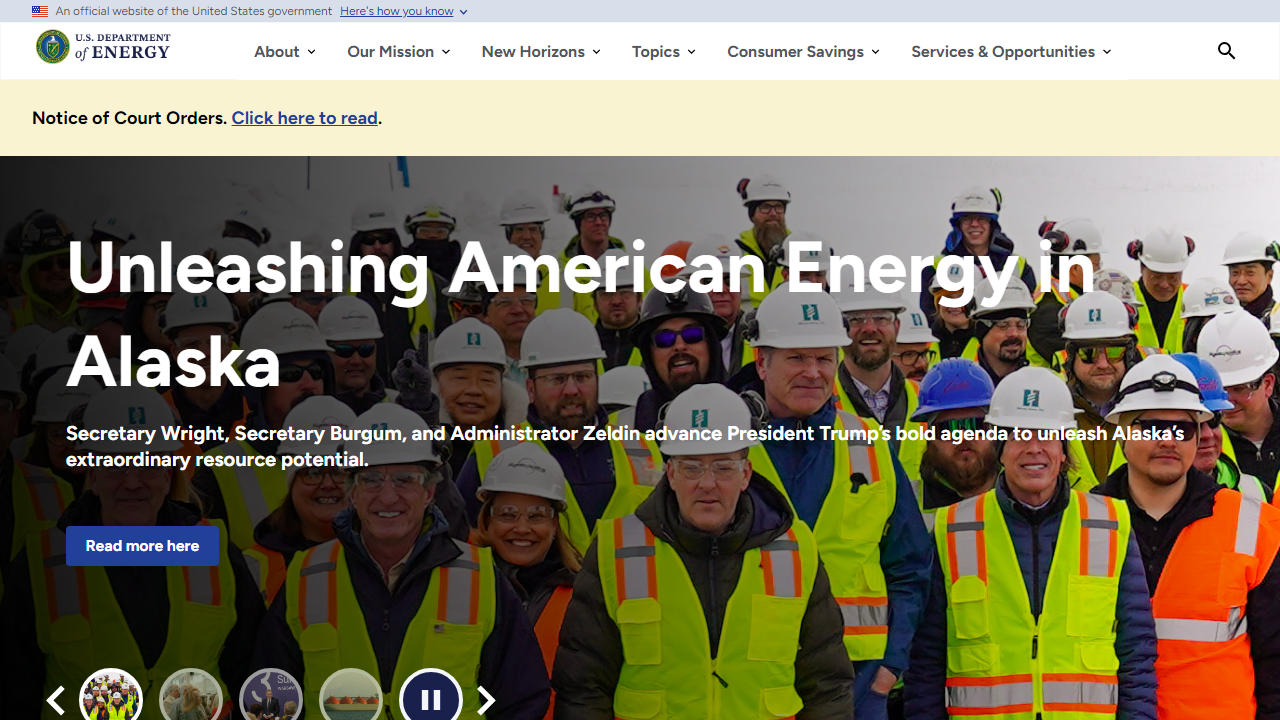 An official website of the United States government Here's how you know
U.S. DEPARTMENT
of ENERGY
About Our Mission New Horizons Topics Consumer Savings Services & Opportunities
Notice of Court Orders. Click here to read.
Unleashing American Energy in
Alaska
Secretary Wright, Secretary Burgum, and Administrator Zeldin advance President Trump's bold agenda to unleash Alaska's
extraordinary resource potential.
Read more here